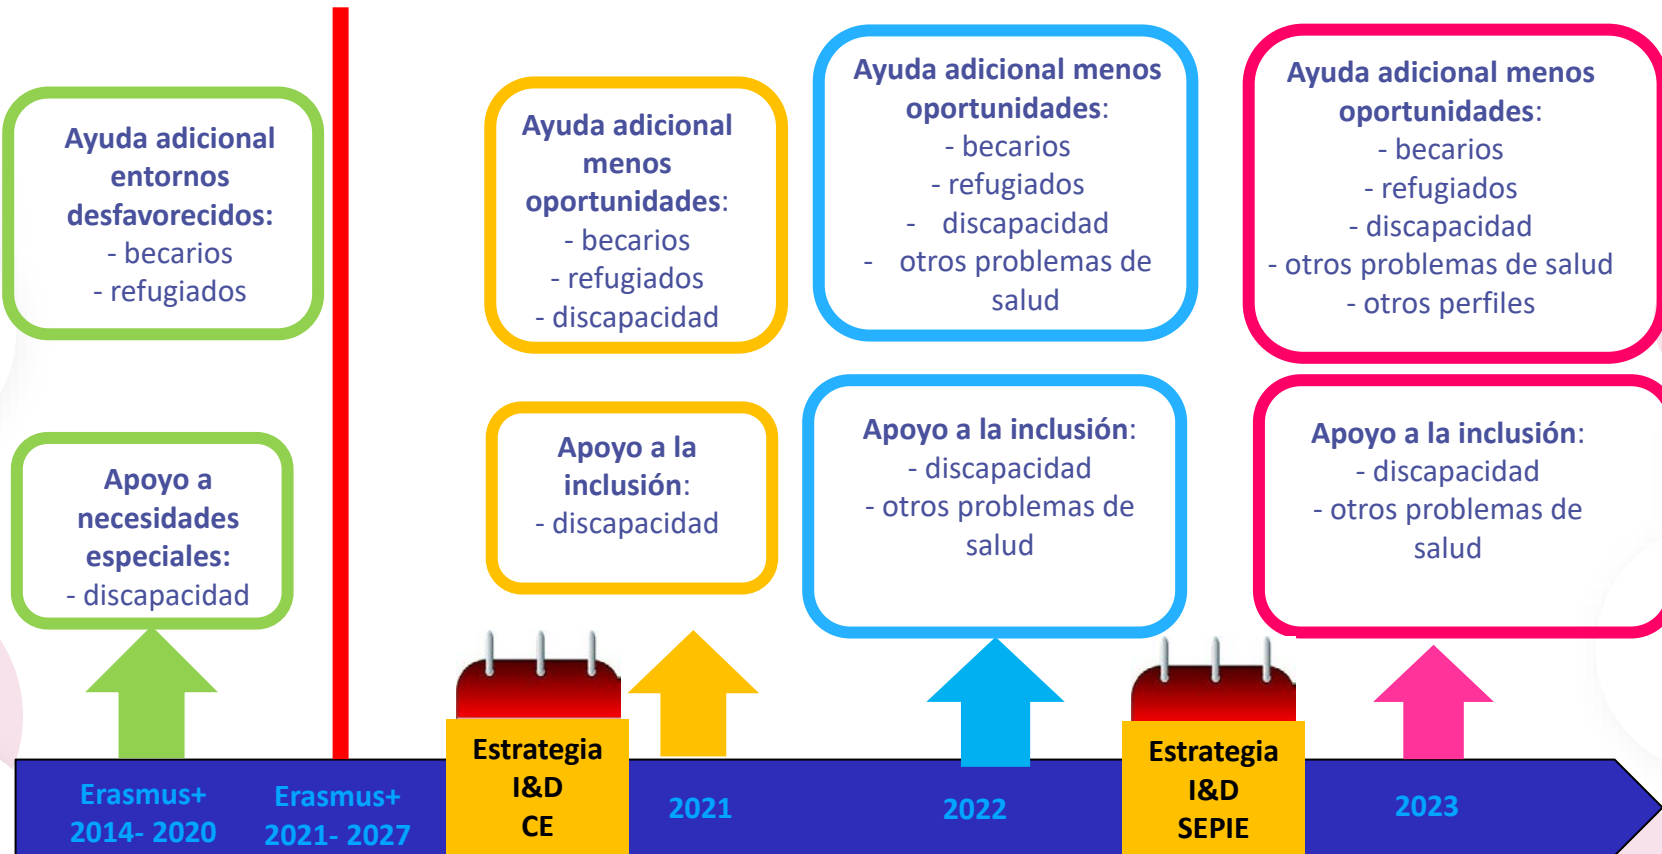 Ayuda adicional
entornos
desfavorecidos:
- becarios
- refugiados
Apoyo a
necesidades
especiales:
- discapacidad
Ayuda adicional
menos
oportunidades:
- becarios
- refugiados
- discapacidad
Apoyo a la
inclusión:
- discapacidad
Ayuda adicional menos
oportunidades:
- becarios
- refugiados
- discapacidad
- otros problemas de
salud
Apoyo a la inclusión:
- discapacidad
- otros problemas de
salud
Ayuda adicional menos
oportunidades:
- becarios
- refugiados
- discapacidad
- otros problemas de salud
- otros perfiles
Apoyo a la inclusión:
- discapacidad
- otros problemas de
salud
Erasmus+
2014- 2020
Erasmus+
2021- 2027
Estrategia
I&D
CE
2021
2022
Estrategia
I&D
SEPIE
2023